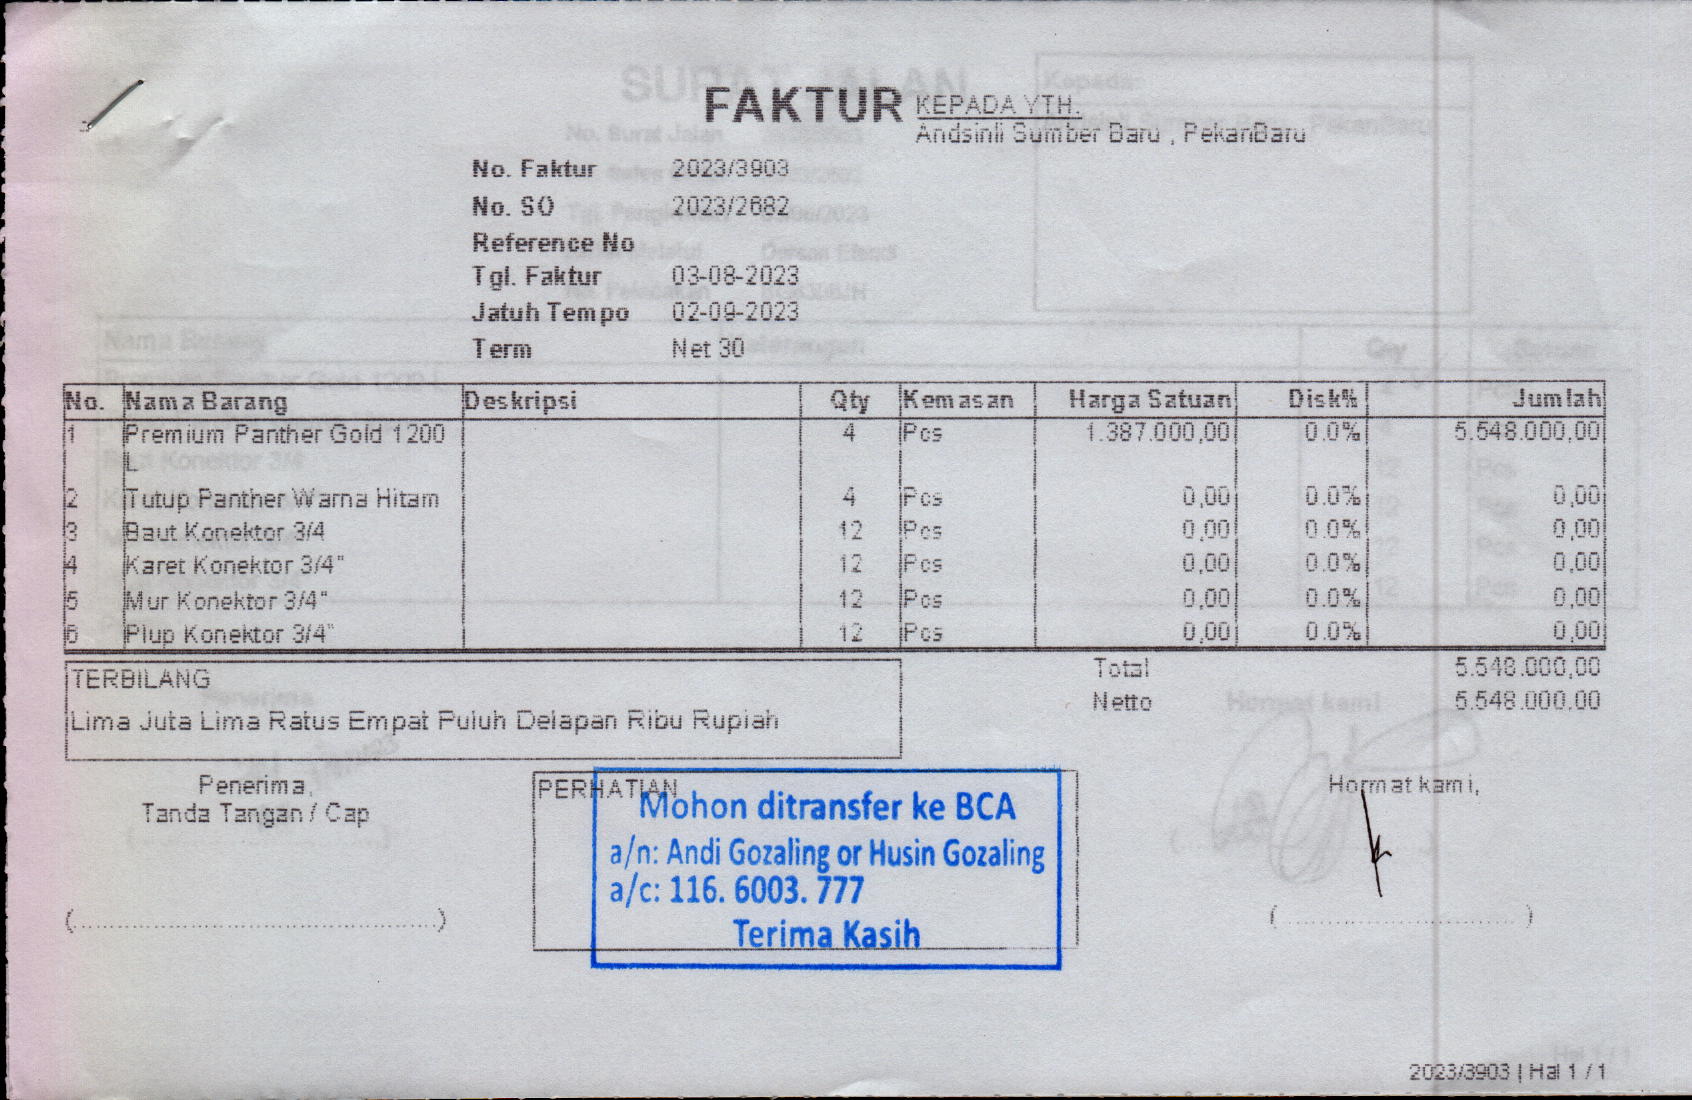 FAKTUR
KEPADA YTH.
Andsinli Sumber Baru , PekanBaru
No. Faktur 2023/3903
No. SO 2023/2682
Reference No
Tgl. Faktur 03-08-2023
Jatuh Tempo 02-09-2023
Term Net 30
No. Nama Barang Deskripsi Qty Kemasan Harga Satuan Disk% Jumlah
1 Premium Panther Gold 1200 4 Pcs 1.387.000,00 0.0% 5.548.000,00
L
2 Tutup Panther Warna Hitam 4 Pcs 0,00 0.0% 0,00
3 Baut Konektor 3/4 12 Pcs 0,00 0.0% 0,00
4 Karet Konektor 3/4" 12 Pcs 0,00 0.0% 0,00
5 Mur Konektor 3/4" 12 Pcs 0,00 0.0% 0,00
6 Plup Konektor 3/4" 12 Pcs 0,00 0.0% 0,00
Total 5.548.000,00
Netto 5.548.000,00
TERBILANG
Lima Juta Lima Ratus Empat Puluh Delapan Ribu Rupiah
Penerima,
Tanda Tangan / Cap
(..........................................)
PERHATIAN
Mohon ditransfer ke BCA
a/n: Andi Gozaling or Husin Gozaling
a/c: 116. 6003. 777
Terima Kasih
Hormat kami,
(..............................)
2023/3903 | Hal 1 / 1